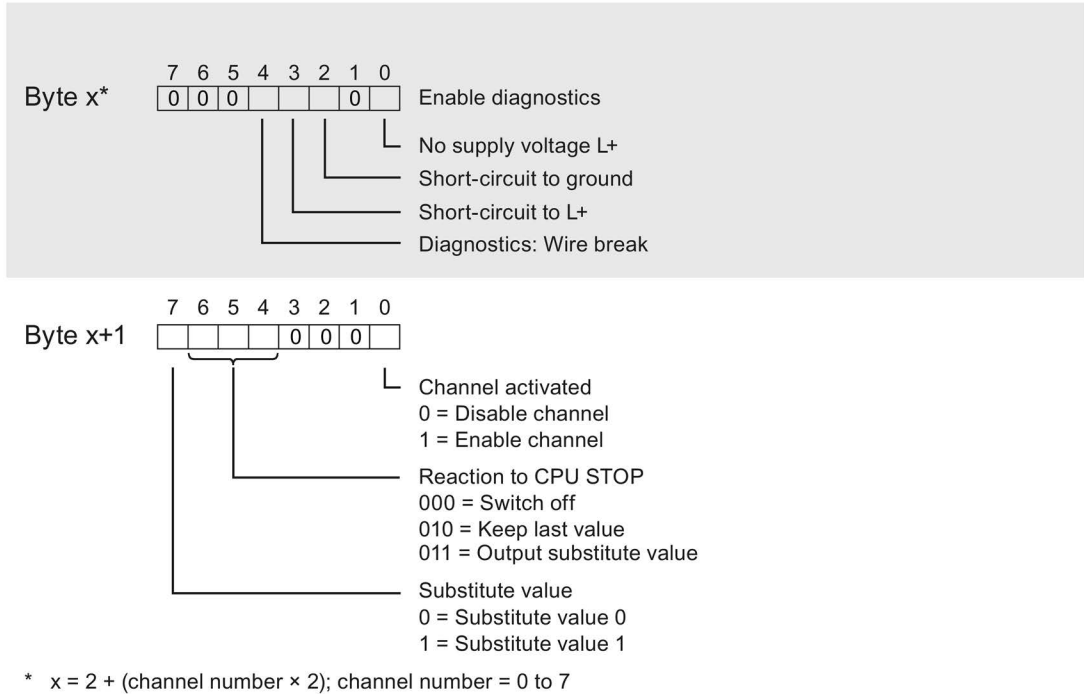 7 6 5 4 3 2 1 0
Byte x* 0 0 0 0 Enable diagnostics
No supply voltage L+
Short-circuit to ground
Short-circuit to L+
Diagnostics: Wire break
7 6 5 4 3 2 1 0
Byte x+1 0 0 0
Channel activated
0 = Disable channel
1 = Enable channel
Reaction to CPU STOP
000 = Switch off
010 = Keep last value
011 = Output substitute value
Substitute value
0 = Substitute value 0
1 = Substitute value 1
* x = 2 + (channel number × 2); channel number = 0 to 7